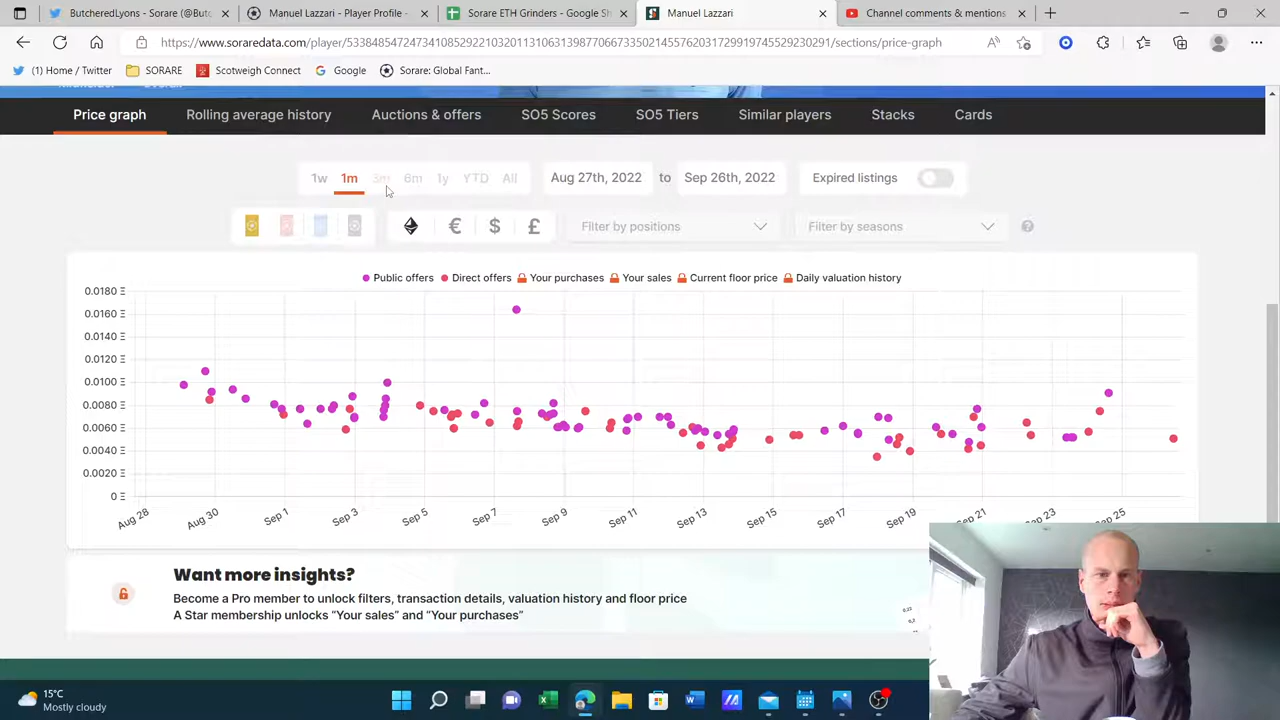 ButcheredLyons - Sorare (@Butc
Manuel Lazzari - Player Profile -
Sorare ETH Grinders - Google Sh
Manuel Lazzari
Channel comments & mentions
https://www.soraredata.com/player/53384854724734108529221033201131063139877066733502145576203172991974552923029​1/sections/price-graph
(1) Home / Twitter
SORARE
Scotweigh Connect
Google
Sorare: Global Fant...
Price graph
Rolling average history
Auctions & offers
SO5 Scores
SO5 Tiers
Similar players
Stacks
Cards
1w 1m 3m 6m 1y YTD All
Aug 27th, 2022 to Sep 26th, 2022
Expired listings
€ $ £
Filter by positions
Filter by seasons
?
Public offers Direct offers Your purchases Your sales Current floor price Daily valuation history
0.0180 Ξ
0.0160 Ξ
0.0140 Ξ
0.0120 Ξ
0.0100 Ξ
0.0080 Ξ
0.0060 Ξ
0.0040 Ξ
0.0020 Ξ
0 Ξ
Aug 28 Aug 30 Sep 1 Sep 3 Sep 5 Sep 7 Sep 9 Sep 11 Sep 13 Sep 15 Sep 17 Sep 19 Sep 21 Sep 23 Sep 25
Want more insights?
Become a Pro member to unlock filters, transaction details, valuation history and floor price
A Star membership unlocks “Your sales” and “Your purchases”
15°C
Mostly cloudy